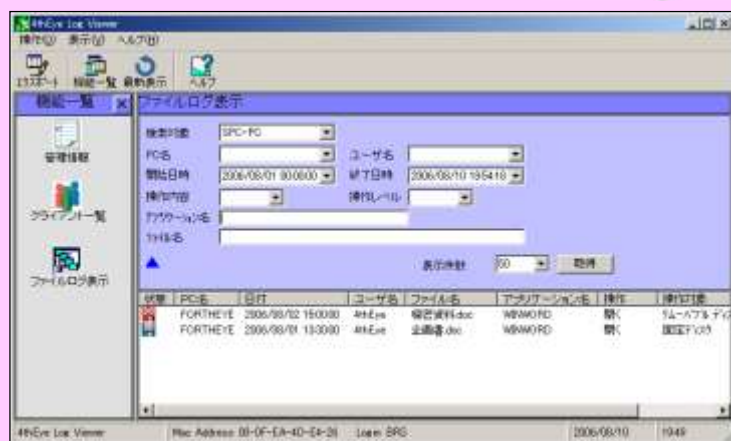 4thEye Log Viewer
操作(O) 表示(V) ヘルプ(H)
エクスポート 機能一覧 最新表示 ヘルプ
機能一覧 ファイルログ表示
管理情報
クライアント一覧
ファイルログ表示
検索対象 SPC-PC
PC名 ユーザ名
開始日時 2006/08/01 00:00:00 終了日時 2006/08/10 19:54:18
操作内容 操作レベル
アプリケーション名
ファイル名
表示件数 50 取得
状態 PC名 日付 ユーザ名 ファイル名 アプリケーション名 操作 操作対象
FORTHEYE 2006/08/02 15:00:00 4thEye 秘密資料.doc WINWORD 開く リムーバブル ディス
FORTHEYE 2006/08/01 13:30:00 4thEye 企画書.doc WINWORD 開く 固定ディスク
4thEye Log Viewer Mac Address 00-0F-EA-4D-E4-26 Login BRG 2006/08/10 19:48